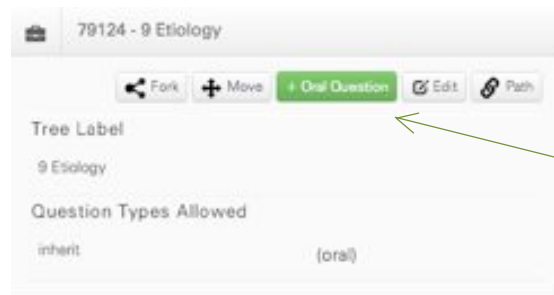 79124 - 9 Etiology
Fork Move + Oral Question Edit Path
Tree Label
9 Etiology
Question Types Allowed
inherit (oral)